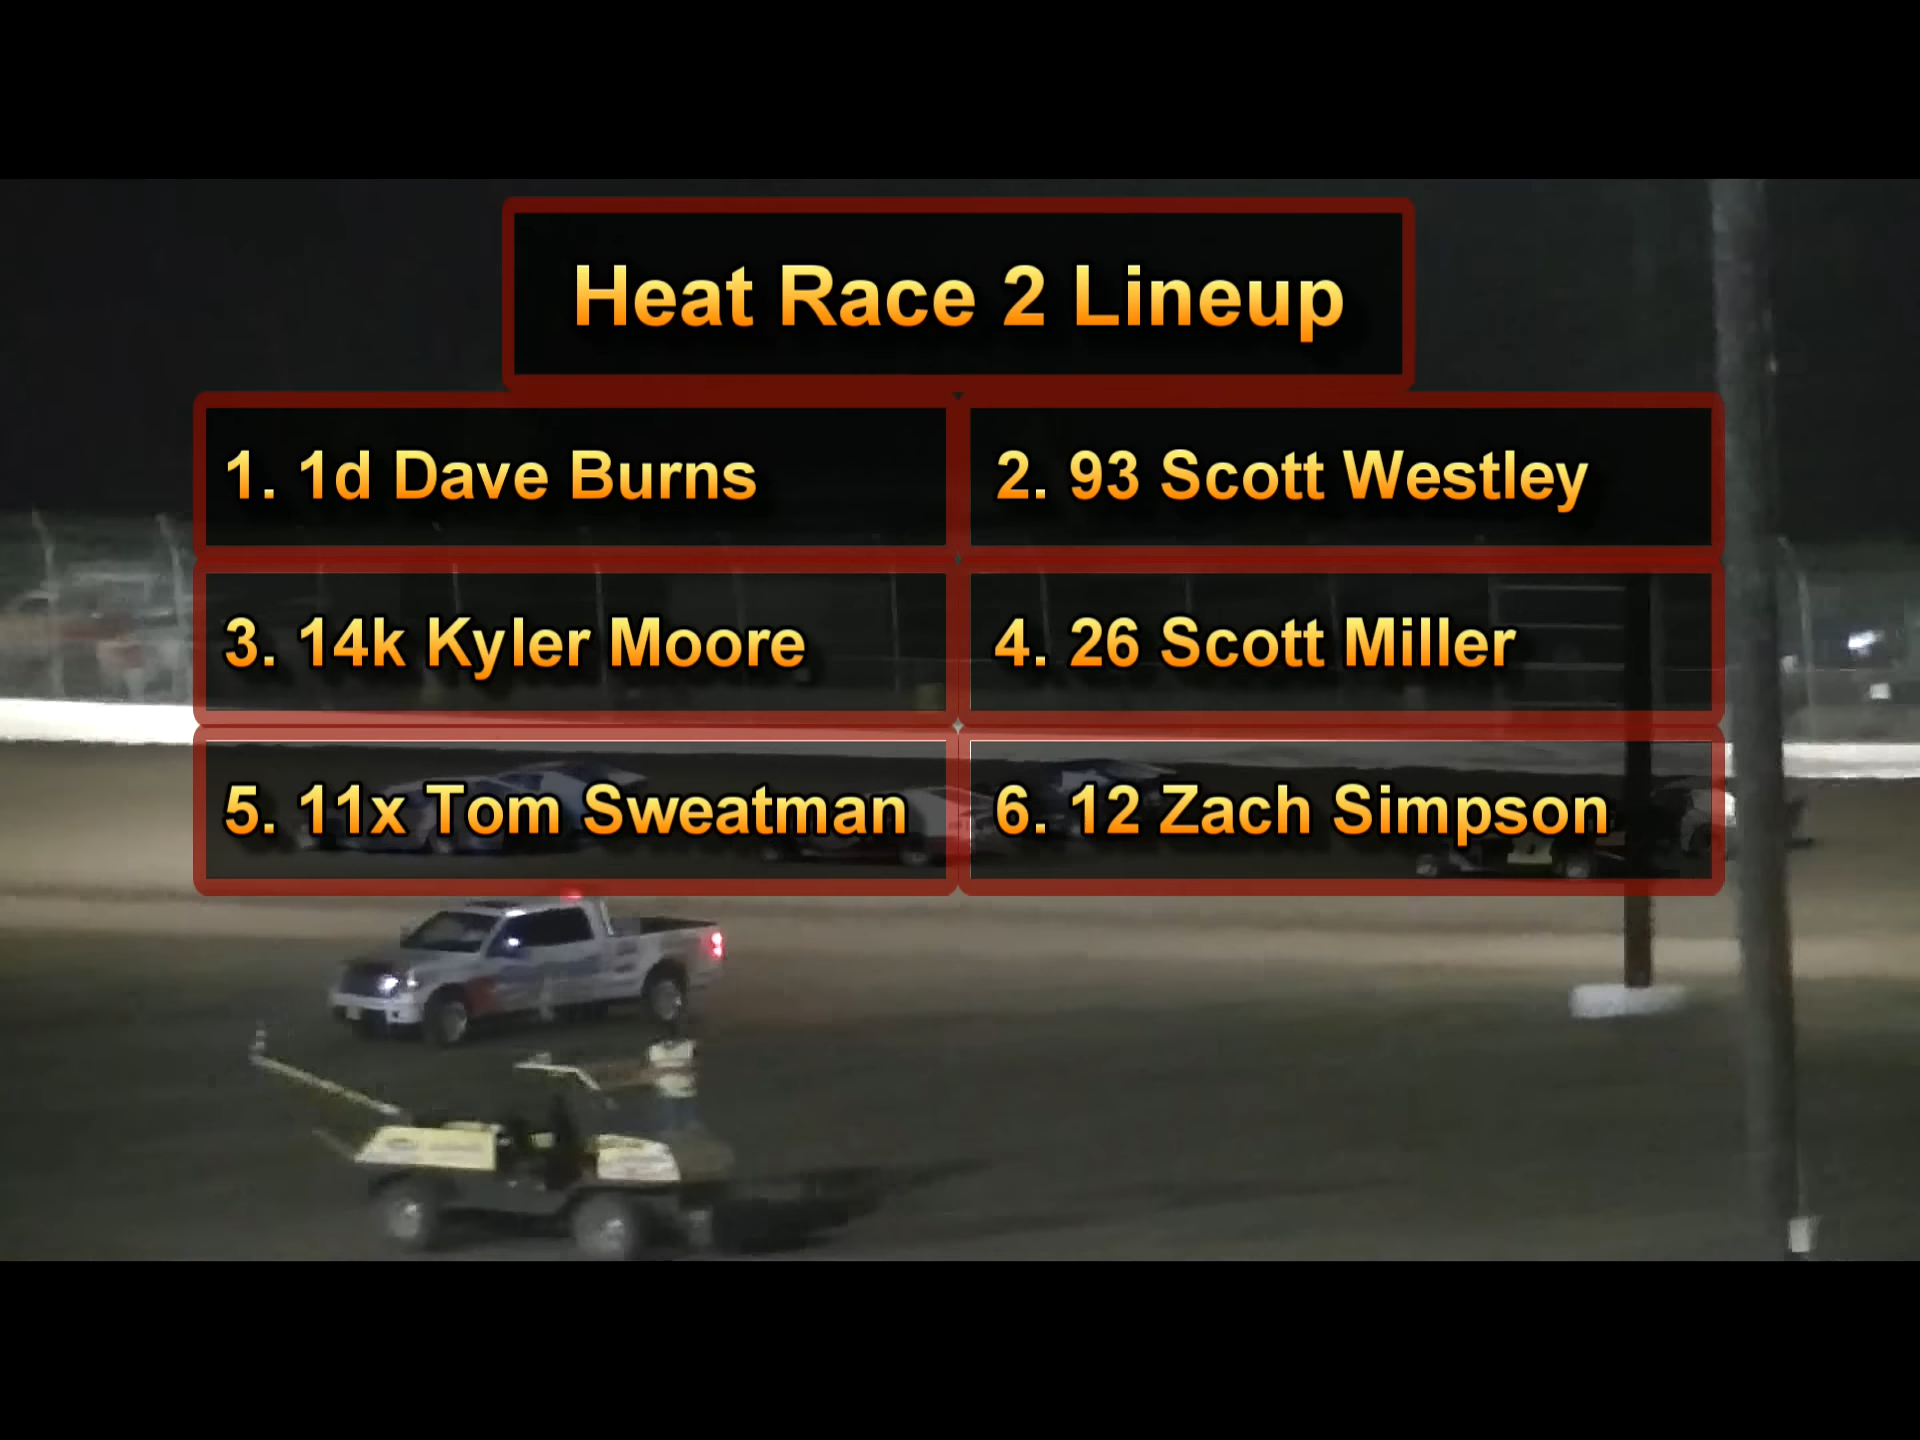 Heat Race 2 Lineup
1. 1d Dave Burns
2. 93 Scott Westley
3. 14k Kyler Moore
4. 26 Scott Miller
5. 11x Tom Sweatman
6. 12 Zach Simpson